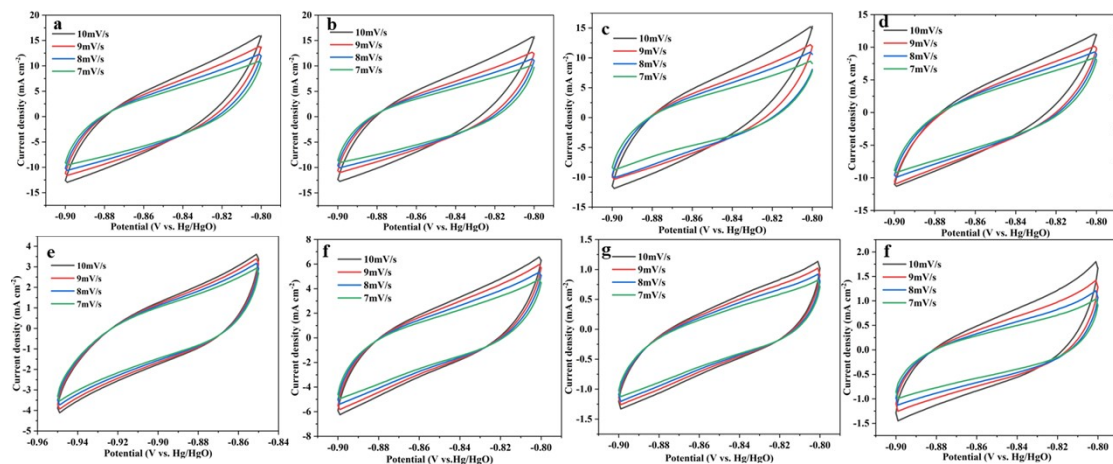 a
20
15
10
5
0
-5
-10
-15
10mV/s
9mV/s
8mV/s
7mV/s
Current density (mA cm⁻²)
-0.90 -0.88 -0.86 -0.84 -0.82 -0.80
Potential (V vs. Hg/HgO)
b
20
15
10
5
0
-5
-10
-15
10mV/s
9mV/s
8mV/s
7mV/s
Current density (mA cm⁻²)
-0.90 -0.88 -0.86 -0.84 -0.82 -0.80
Potential (V vs. Hg/HgO)
c
15
10
5
0
-5
-10
-15
10mV/s
9mV/s
8mV/s
7mV/s
Current density (mA cm⁻²)
-0.90 -0.88 -0.86 -0.84 -0.82 -0.80
Potential (V vs. Hg/HgO)
d
15
10
5
0
-5
-10
-15
10mV/s
9mV/s
8mV/s
7mV/s
Current density (mA cm⁻²)
-0.90 -0.88 -0.86 -0.84 -0.82 -0.80
Potential (V vs. Hg/HgO)
e
4
3
2
1
0
-1
-2
-3
-4
-5
10mV/s
9mV/s
8mV/s
7mV/s
Current density (mA cm⁻²)
-0.96 -0.94 -0.92 -0.90 -0.88 -0.86 -0.84
Potential (V vs. Hg/HgO)
f
8
6
4
2
0
-2
-4
-6
-8
10mV/s
9mV/s
8mV/s
7mV/s
Current density (mA cm⁻²)
-0.90 -0.88 -0.86 -0.84 -0.82 -0.80
Potential (V vs.Hg/HgO)
g
1.5
1.0
0.5
0.0
-0.5
-1.0
-1.5
10mV/s
9mV/s
8mV/s
7mV/s
Current density (mA cm⁻²)
-0.90 -0.88 -0.86 -0.84 -0.82 -0.80
Potential (V vs. Hg/HgO)
f
2.0
1.5
1.0
0.5
0.0
-0.5
-1.0
-1.5
10mV/s
9mV/s
8mV/s
7mV/s
Current density (mA cm⁻²)
-0.90 -0.88 -0.86 -0.84 -0.82 -0.80
Potential (V vs. Hg/HgO)